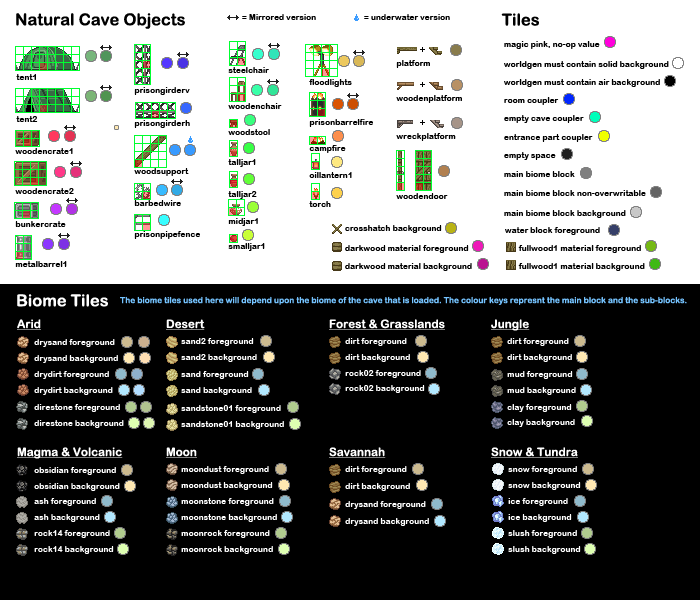 Natural Cave Objects
= Mirrored version
= underwater version
tent1
tent2
woodencrate1
woodencrate2
bunkercrate
metalbarrel1
prisongirderv
prisongirderh
woodsupport
barbedwire
prisonpipefence
steelchair
woodenchair
woodstool
talljar1
talljar2
midjar1
smalljar1
floodlights
prisonbarrelfire
campfire
oillantern1
torch
+
platform
+
woodenplatform
+
wreckplatform
woodendoor
crosshatch background
darkwood material foreground
darkwood material background
Tiles
magic pink, no-op value
worldgen must contain solid background
worldgen must contain air background
room coupler
empty cave coupler
entrance part coupler
empty space
main biome block
main biome block non-overwritable
main biome block background
water block foreground
fullwood1 material foreground
fullwood1 material background
Biome Tiles
The biome tiles used here will depend upon the biome of the cave that is loaded. The colour keys represnt the main block and the sub-blocks.
Arid
drysand foreground
drysand background
drydirt foreground
drydirt background
direstone foreground
direstone background
Desert
sand2 foreground
sand2 background
sand foreground
sand background
sandstone01 foreground
sandstone01 background
Forest & Grasslands
dirt foreground
dirt background
rock02 foreground
rock02 background
Jungle
dirt foreground
dirt background
mud foreground
mud background
clay foreground
clay background
Magma & Volcanic
obsidian foreground
obsidian background
ash foreground
ash background
rock14 foreground
rock14 background
Moon
moondust foreground
moondust background
moonstone foreground
moonstone background
moonrock foreground
moonrock background
Savannah
dirt foreground
dirt background
drysand foreground
drysand background
Snow & Tundra
snow foreground
snow background
ice foreground
ice background
slush foreground
slush background